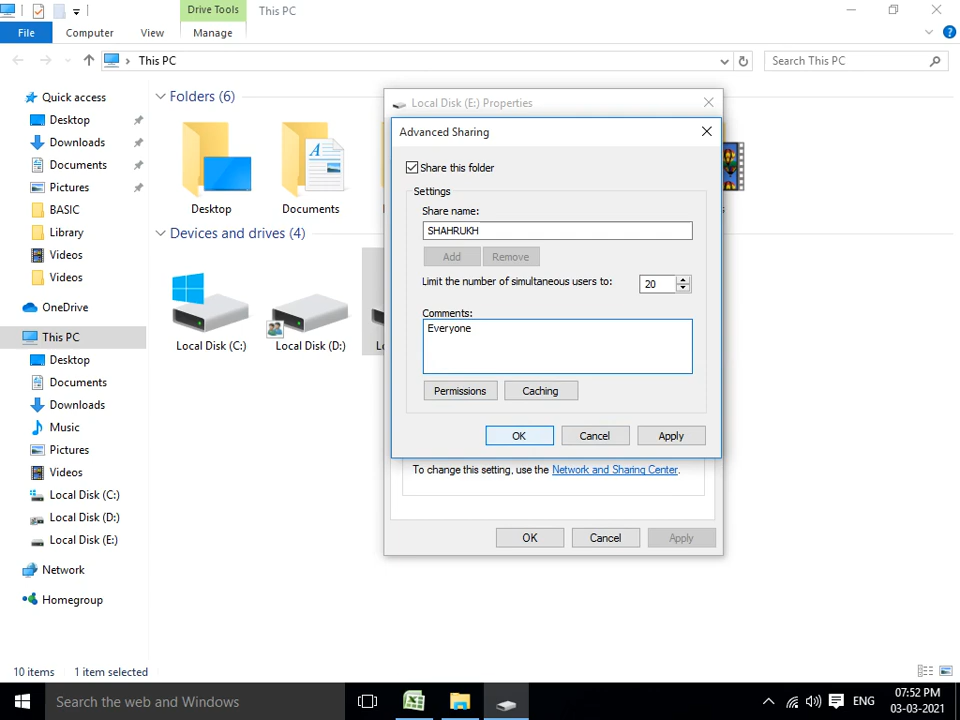 Drive Tools
This PC
File
Computer
View
Manage
This PC
Search This PC
Quick access
Desktop
Downloads
Documents
Pictures
BASIC
Library
Videos
Videos
OneDrive
This PC
Desktop
Documents
Downloads
Music
Pictures
Videos
Local Disk (C:)
Local Disk (D:)
Local Disk (E:)
Network
Homegroup
Folders (6)
Desktop
Documents
Devices and drives (4)
Local Disk (C:)
Local Disk (D:)
Local Disk (E:) Properties
Advanced Sharing
Share this folder
Settings
Share name:
SHAHRUKH
Add
Remove
Limit the number of simultaneous users to:
20
Comments:
Everyone
Permissions
Caching
OK
Cancel
Apply
To change this setting, use the Network and Sharing Center.
OK
Cancel
Apply
10 items
1 item selected
Search the web and Windows
ENG
07:52 PM
03-03-2021